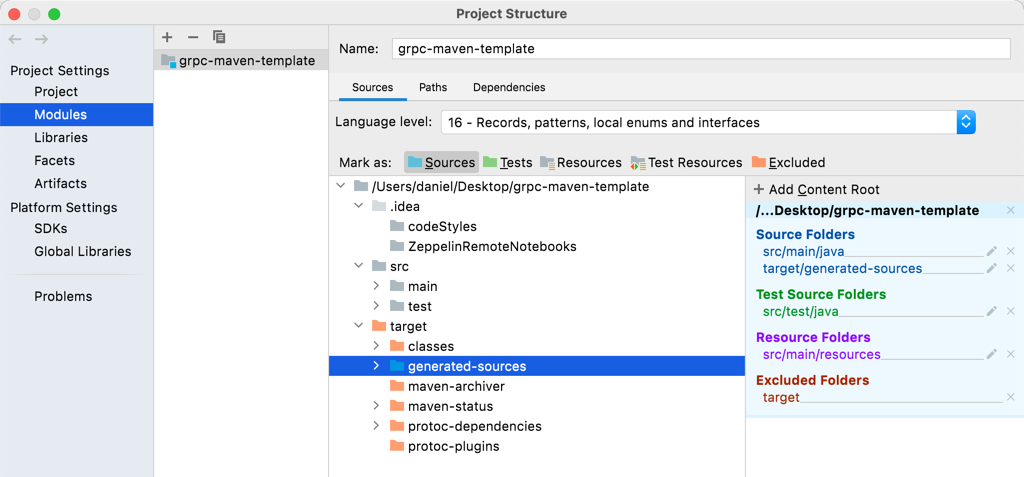 Project Structure
Project Settings
Project
Modules
Libraries
Facets
Artifacts
Platform Settings
SDKs
Global Libraries
Problems
grpc-maven-template
Name: grpc-maven-template
Sources Paths Dependencies
Language level: 16 - Records, patterns, local enums and interfaces
Mark as: Sources Tests Resources Test Resources Excluded
/Users/daniel/Desktop/grpc-maven-template
.idea
codeStyles
ZeppelinRemoteNotebooks
src
main
test
target
classes
generated-sources
maven-archiver
maven-status
protoc-dependencies
protoc-plugins
+ Add Content Root
/...Desktop/grpc-maven-template
Source Folders
src/main/java
target/generated-sources
Test Source Folders
src/test/java
Resource Folders
src/main/resources
Excluded Folders
target